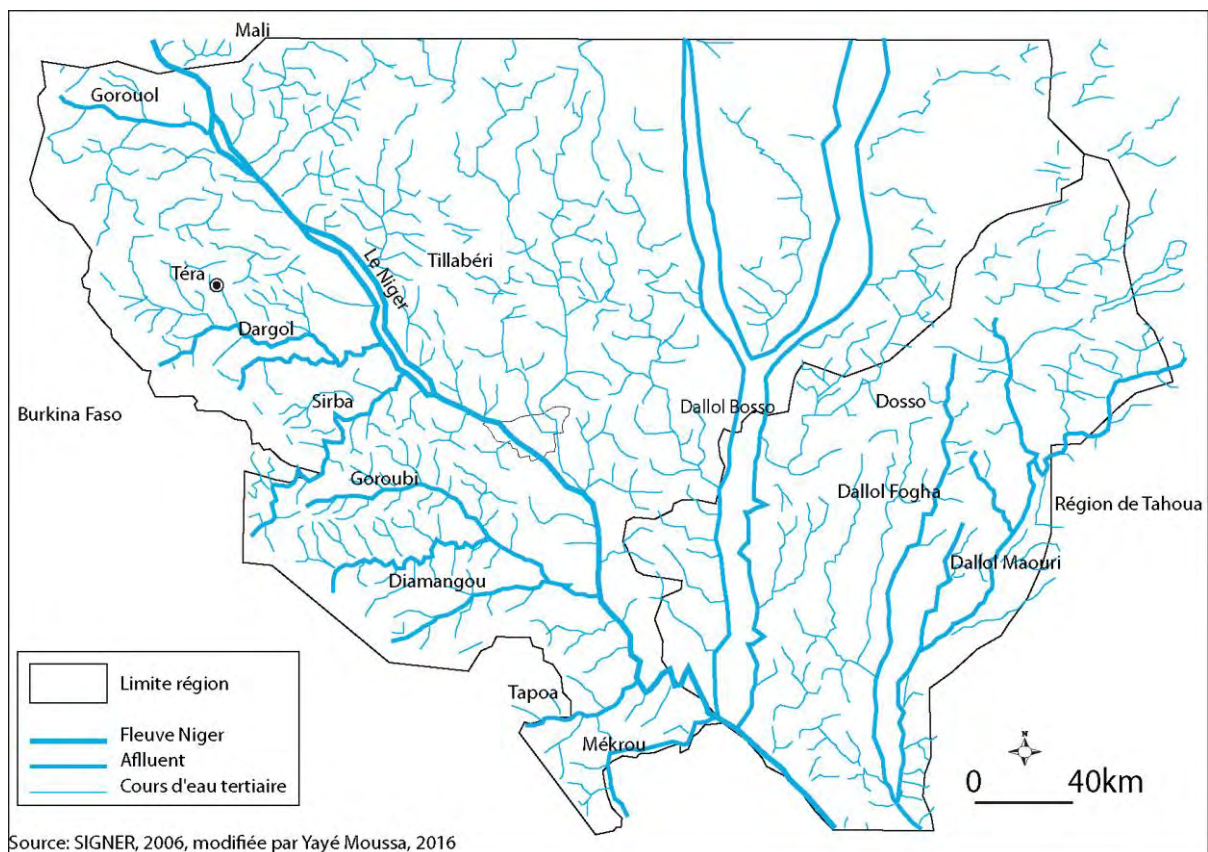 Mali
Gorouol
Téra
Le Niger
Tillabéri
Dargol
Sirba
Burkina Faso
Dallol Bosso
Dosso
Goroubi
Dallol Fogha
Région de Tahoua
Diamangou
Dallol Maouri
Tapoa
Mékrou
Limite région
Fleuve Niger
Aflluent
Cours d'eau tertiaire
N
0 40km
Source: SIGNER, 2006, modifiée par Yayé Moussa, 2016